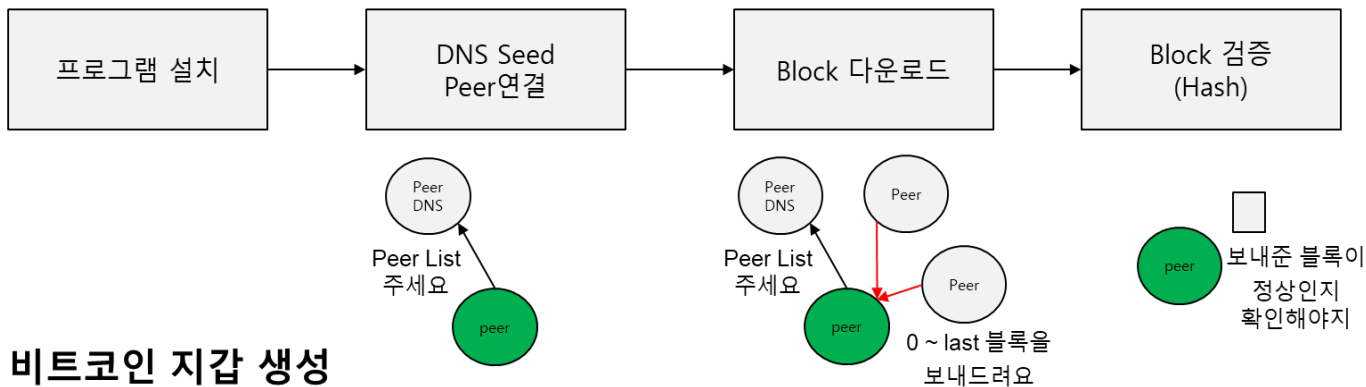 프로그램 설치
DNS Seed
Peer연결
Block 다운로드
Block 검증
(Hash)
Peer
DNS
Peer List
주세요
peer
Peer
DNS
Peer
Peer List
주세요
Peer
peer
0 ~ last 블록을
보내드려요
peer
보내준 블록이
정상인지
확인해야지
비트코인 지갑 생성